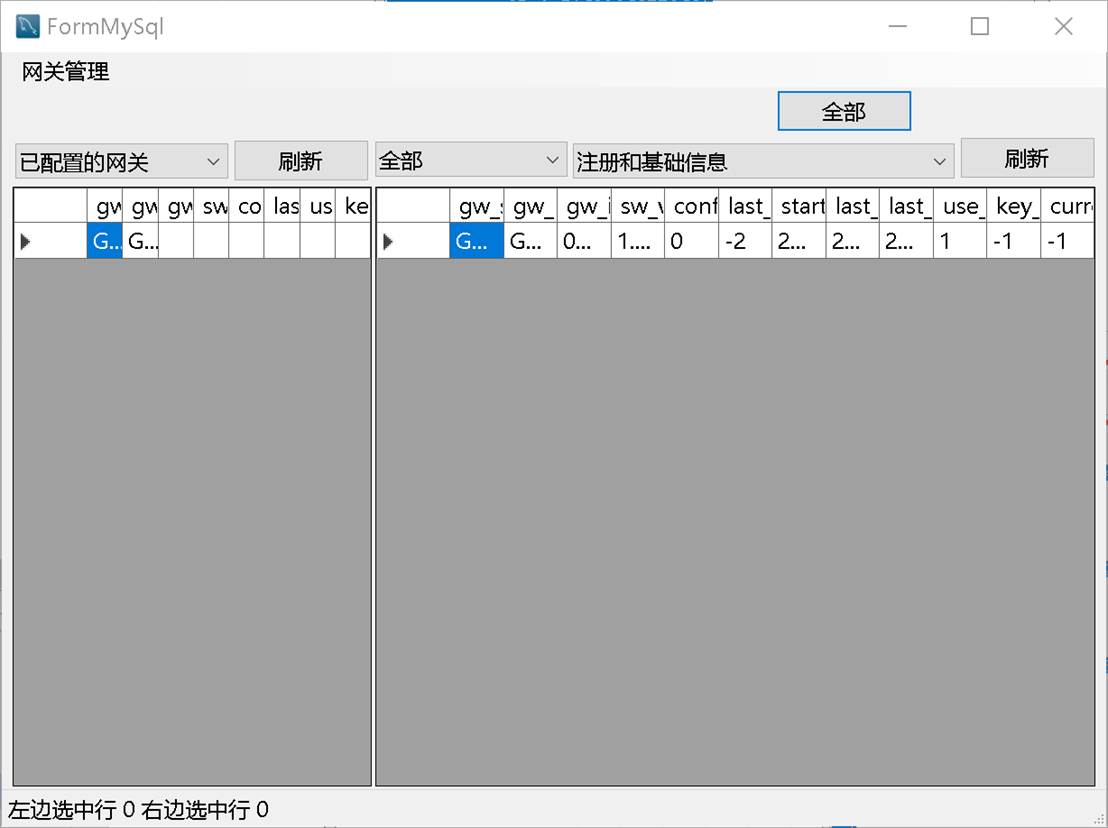 FormMySql
网关管理
全部
已配置的网关 刷新 全部 注册和基础信息 刷新
gw gw gw sw co las us ke gw_ gw_ gw_i sw_ conf last_ start last_ last_ use_ key_ curr
G... G... G... G... 0... 1.... 0 -2 2... 2... 2... 1 -1 -1
左边选中行 0 右边选中行 0